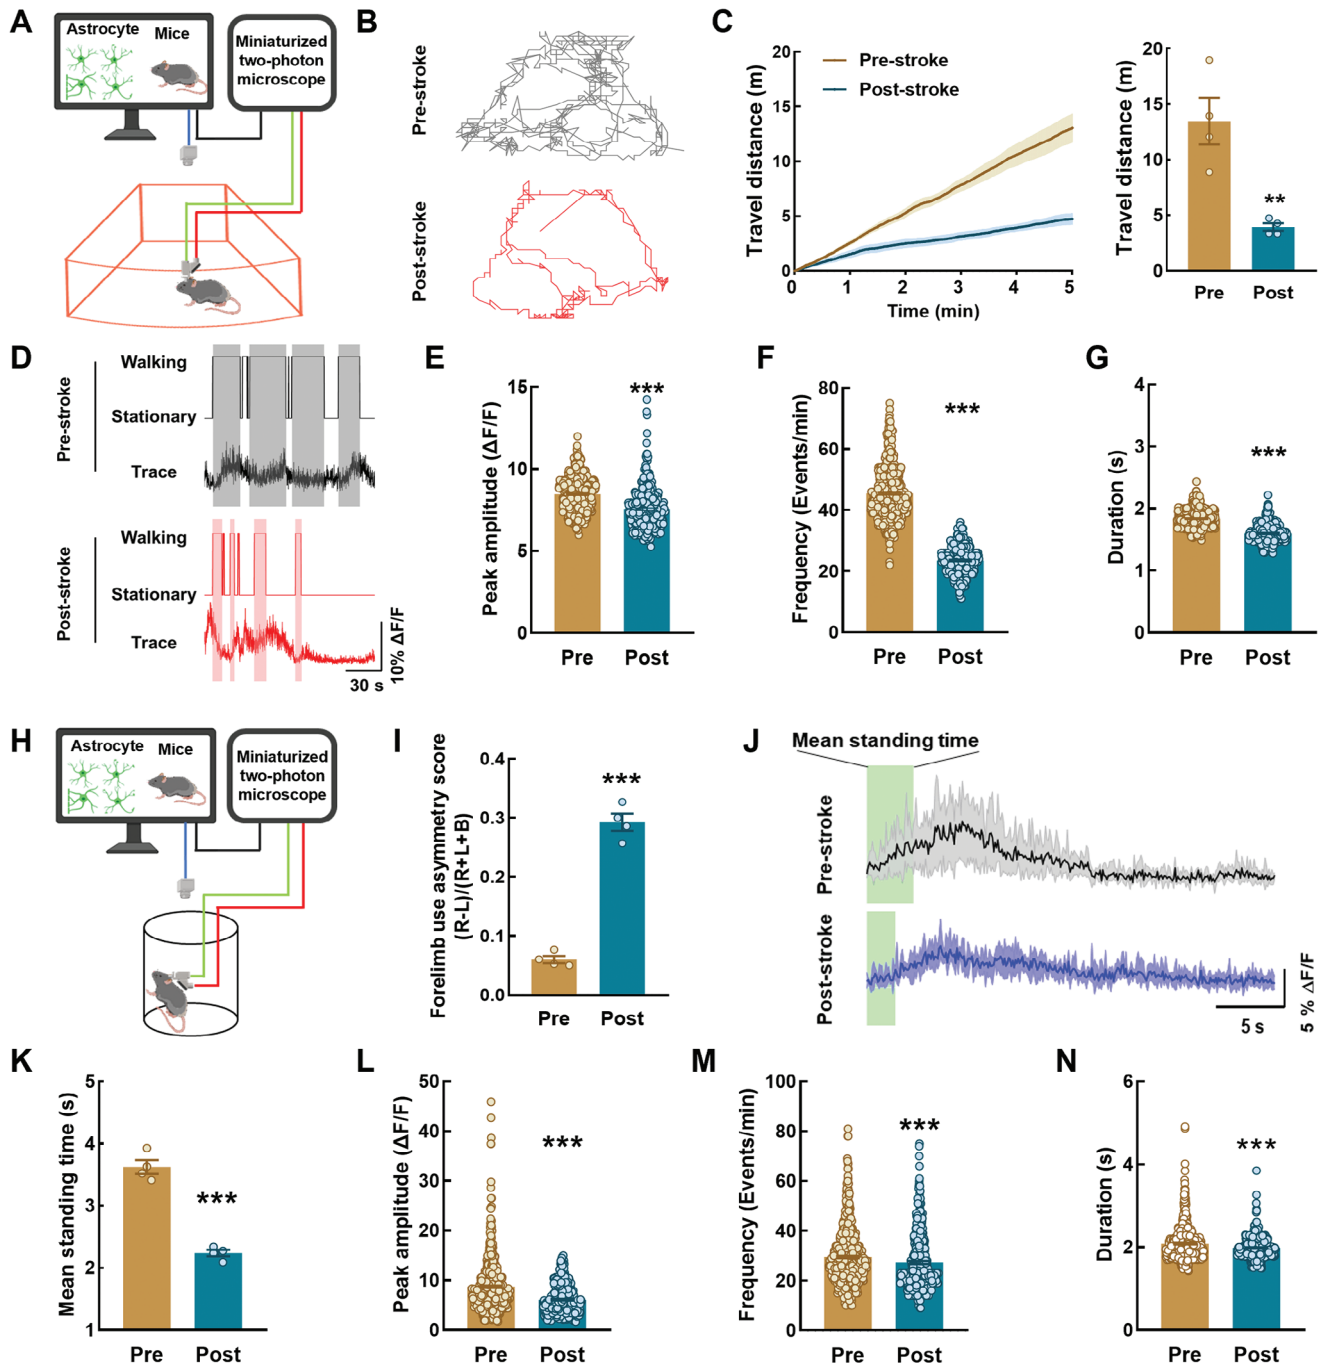 A
Astrocyte
Mice
Miniaturized
two-photon
microscope
B
Pre-stroke
Post-stroke
C
Travel distance (m)
20
15
10
5
0
Pre-stroke
Post-stroke
0 1 2 3 4 5
Time (min)
Travel distance (m)
20
15
10
5
0
**
Pre Post
D
Pre-stroke
Walking
Stationary
Trace
Post-stroke
Walking
Stationary
Trace
10% ΔF/F
30 s
E
Peak amplitude (ΔF/F)
15
10
5
0
***
Pre Post
F
Frequency (Events/min)
80
60
40
20
0
***
Pre Post
G
Duration (s)
4
3
2
1
0
***
Pre Post
H
Astrocyte
Mice
Miniaturized
two-photon
microscope
I
Forelimb use asymmetry score
(R-L)/(R+L+B)
0.4
0.3
0.2
0.1
0.0
***
Pre Post
J
Mean standing time
Pre-stroke
Post-stroke
5 s
5 % ΔF/F
K
Mean standing time (s)
5
4
3
2
1
***
Pre Post
L
Peak amplitude (ΔF/F)
50
40
30
20
10
0
***
Pre Post
M
Frequency (Events/min)
100
80
60
40
20
0
***
Pre Post
N
Duration (s)
6
4
2
0
***
Pre Post